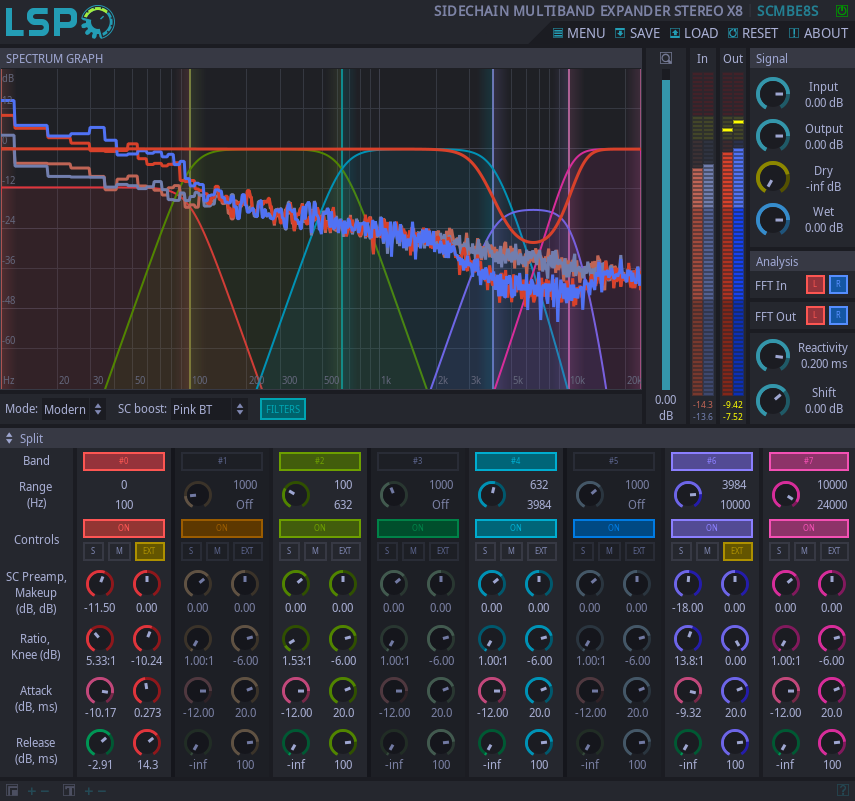 LSP
SIDECHAIN MULTIBAND EXPANDER STEREO X8 SCMBE8S
MENU SAVE LOAD RESET ABOUT
SPECTRUM GRAPH
In Out
Signal
dB
12
0
-12
-24
-36
-48
-60
Hz 20 30 50 100 200 300 500 1k 2k 3k 5k 10k 20k
0.00
dB
-14.3 -9.42
-13.6 -7.52
Input
0.00 dB
Output
0.00 dB
Dry
-inf dB
Wet
0.00 dB
Analysis
FFT In L R
FFT Out L R
Reactivity
0.200 ms
Shift
0.00 dB
Mode: Modern SC boost: Pink BT FILTERS
Split
Band #0 #1 #2 #3 #4 #5 #6 #7
Range 0 1000 100 1000 632 1000 3984 10000
(Hz) 100 Off 632 Off 3984 Off 10000 24000
Controls ON ON ON ON ON ON ON ON
S M EXT S M EXT S M EXT S M EXT S M EXT S M EXT S M EXT S M EXT
SC Preamp,
Makeup
(dB, dB) -11.50 0.00 0.00 0.00 0.00 0.00 0.00 0.00 0.00 0.00 0.00 0.00 -18.00 0.00 0.00 0.00
Ratio,
Knee (dB) 5.33:1 -10.24 1.00:1 -6.00 1.53:1 -6.00 1.00:1 -6.00 1.00:1 -6.00 1.00:1 -6.00 13.8:1 0.00 1.00:1 -6.00
Attack
(dB, ms) -10.17 0.273 -12.00 20.0 -12.00 20.0 -12.00 20.0 -12.00 20.0 -12.00 20.0 -9.32 20.0 -12.00 20.0
Release
(dB, ms) -2.91 14.3 -inf 100 -inf 100 -inf 100 -inf 100 -inf 100 -inf 100 -inf 100
+ − T + − ?